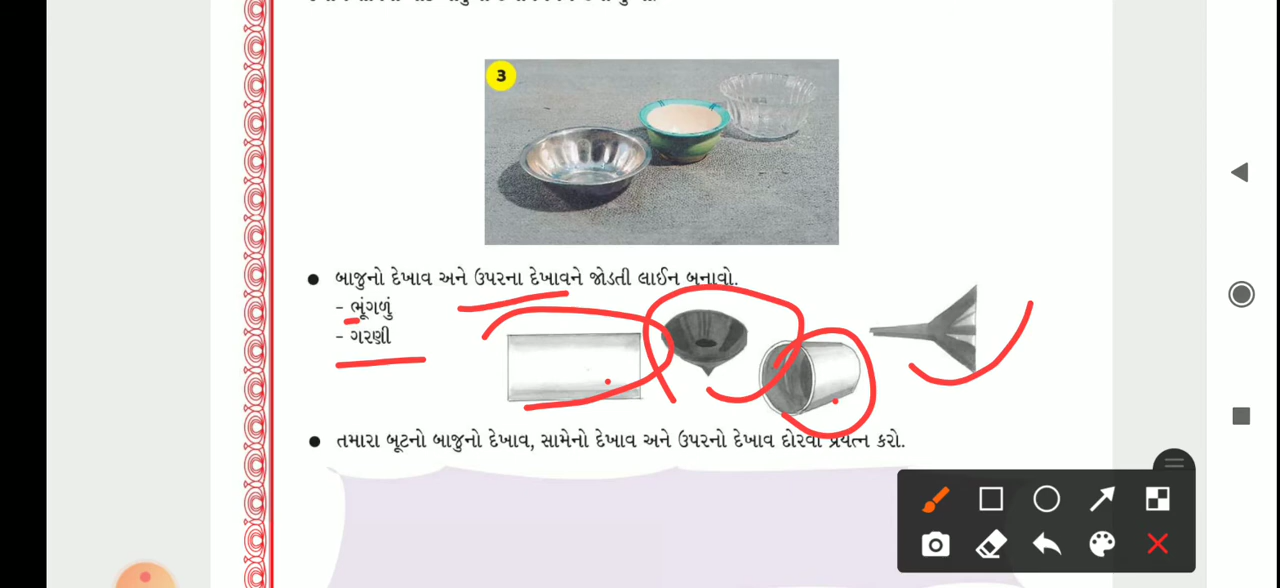 3
બાજુનો દેખાવ અને ઉપરના દેખાવને જોડતી લાઈન બનાવો.
- ભૂંગળું
- ગરણી
તમારા બૂટનો બાજુનો દેખાવ, સામેનો દેખાવ અને ઉપરનો દેખાવ દોરવા પ્રયત્ન કરો.